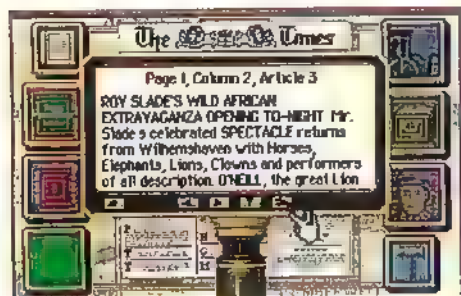 The Times
Page 1, Column 2, Article 3
ROY SLADE'S WILD AFRICAN
EXTRAVAGANZA OPENING TO-NIGHT Mr.
Slade's celebrated SPECTACLE returns
from Wilhemshaven with Horses,
Elephants, Lions, Clowns and performers
of all description. O'NEILL, the great Lion